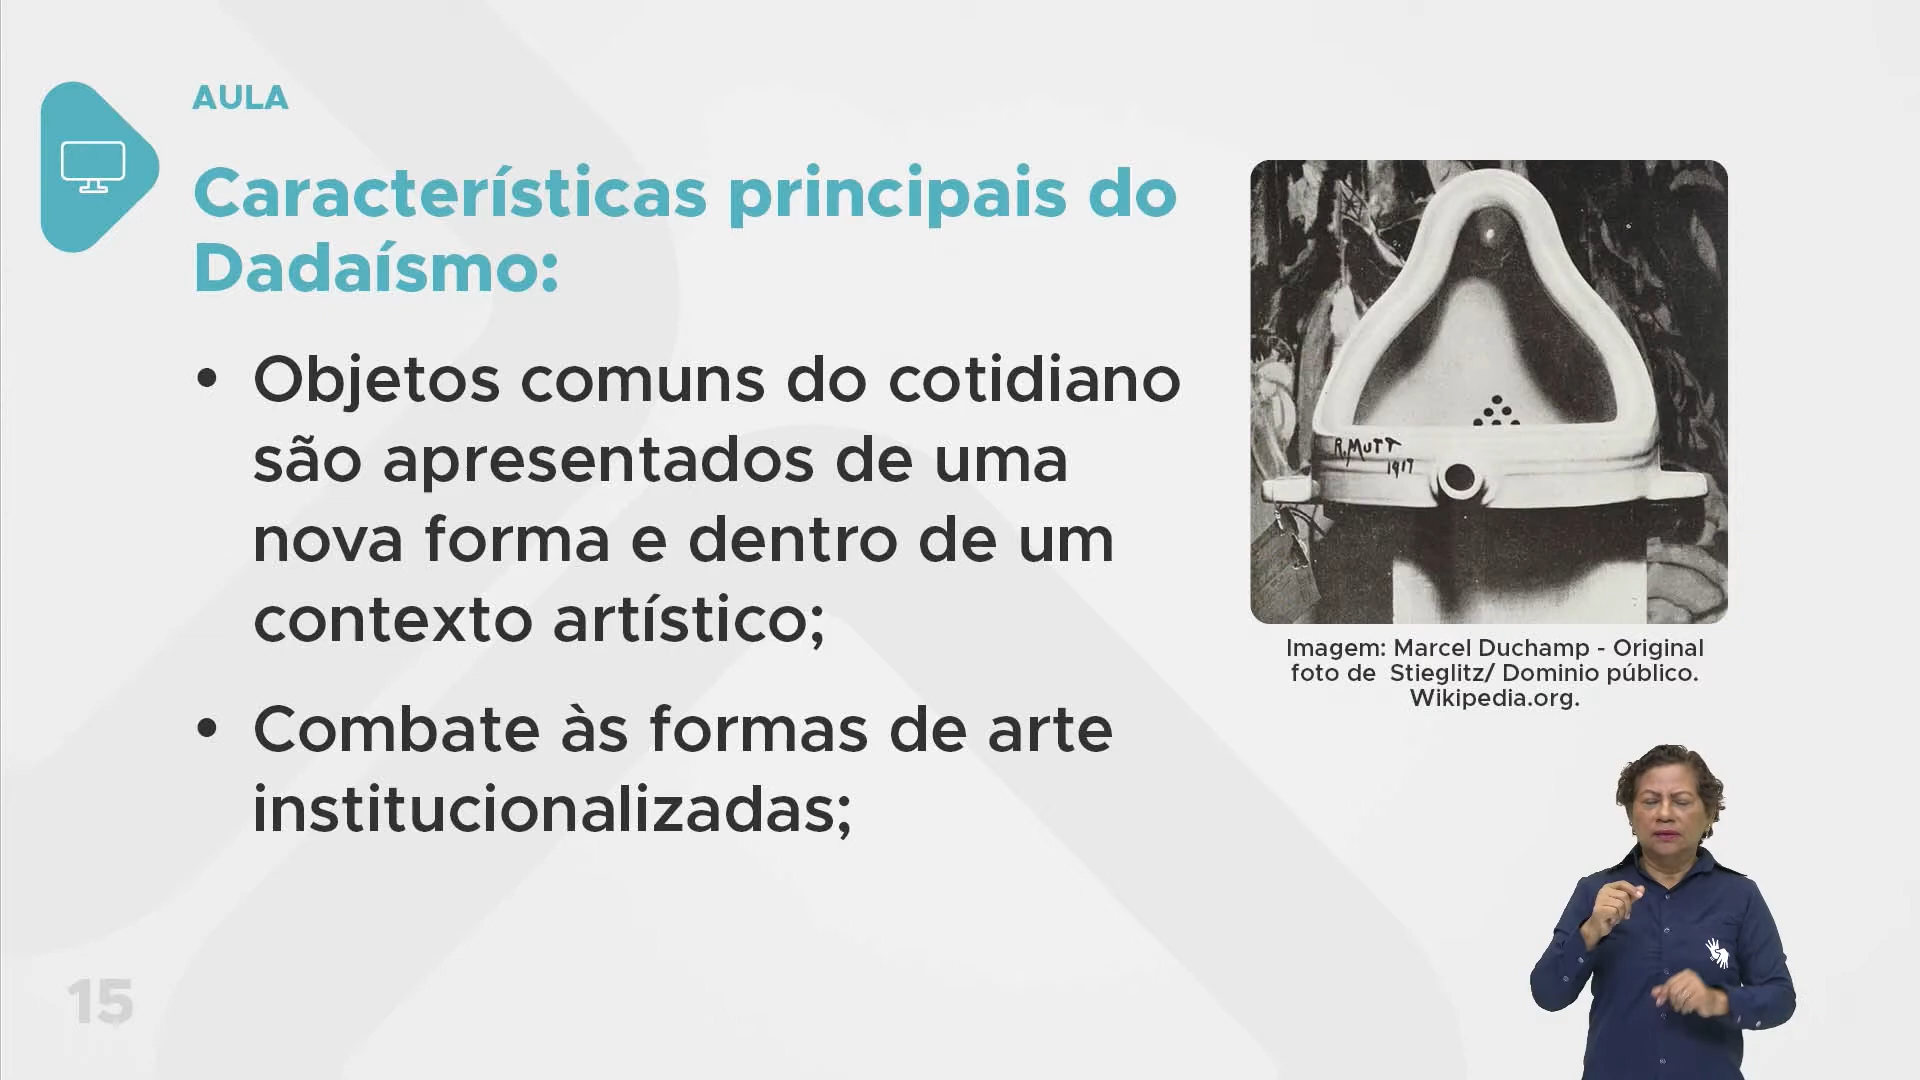 AULA
Características principais do
Dadaísmo:
• Objetos comuns do cotidiano
são apresentados de uma
nova forma e dentro de um
contexto artístico;
• Combate às formas de arte
institucionalizadas;
R. MUTT
1917
Imagem: Marcel Duchamp - Original
foto de Stieglitz/ Dominio público.
Wikipedia.org.
15